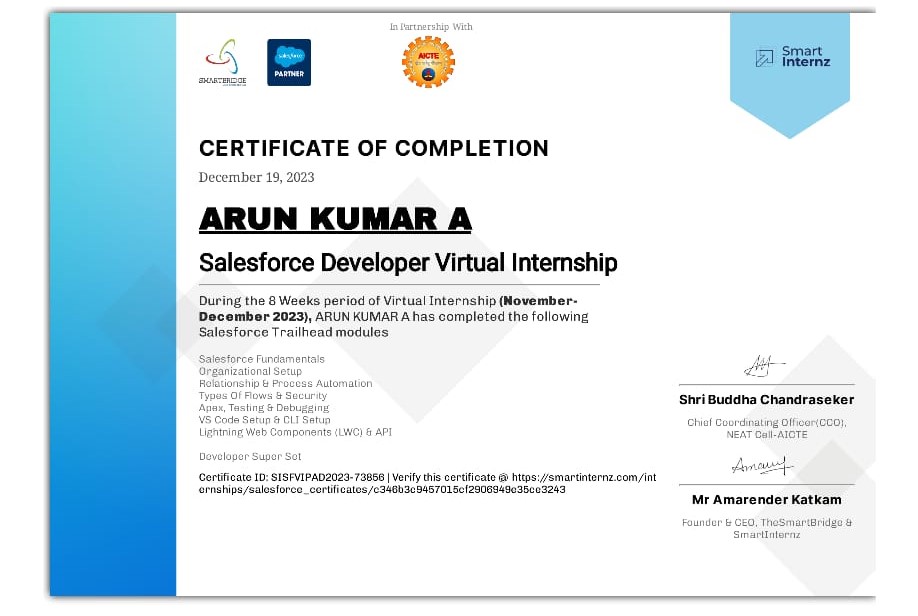 In Partnership With
SMARTBRIDGE
salesforce
PARTNER
AICTE
Smart
Internz
CERTIFICATE OF COMPLETION
December 19, 2023
ARUN KUMAR A
Salesforce Developer Virtual Internship
During the 8 Weeks period of Virtual Internship (November-
December 2023), ARUN KUMAR A has completed the following
Salesforce Trailhead modules
Salesforce Fundamentals
Organizational Setup
Relationship & Process Automation
Types Of Flows & Security
Apex, Testing & Debugging
VS Code Setup & CLI Setup
Lightning Web Components (LWC) & API
Developer Super Set
Certificate ID: SISFVIPAD2023-73856 | Verify this certificate @ https://smartinternz.com/int
ernships/salesforce_certificates/c346b3c9457015cf2906949e35ce3243
Shri Buddha Chandraseker
Chief Coordinating Officer(CCO),
NEAT Cell-AICTE
Mr Amarender Katkam
Founder & CEO, TheSmartBridge &
SmartInternz